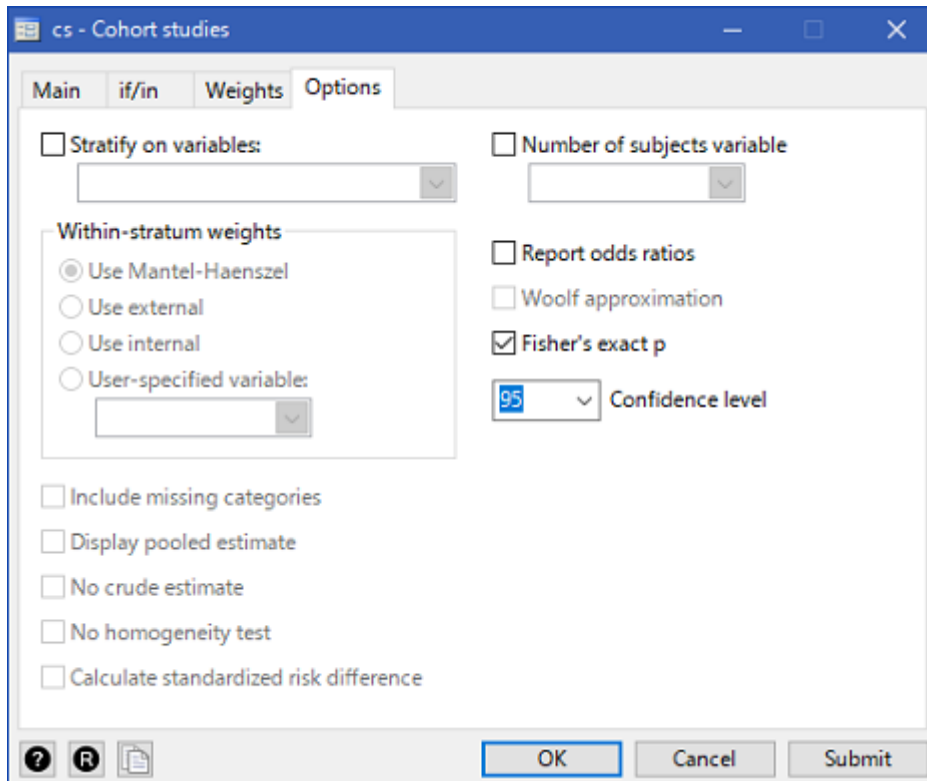 cs - Cohort studies
Main if/in Weights Options
Stratify on variables:
Within-stratum weights
Use Mantel-Haenszel
Use external
Use internal
User-specified variable:
Include missing categories
Display pooled estimate
No crude estimate
No homogeneity test
Calculate standardized risk difference
Number of subjects variable
Report odds ratios
Woolf approximation
Fisher's exact p
95 Confidence level
? R
OK Cancel Submit